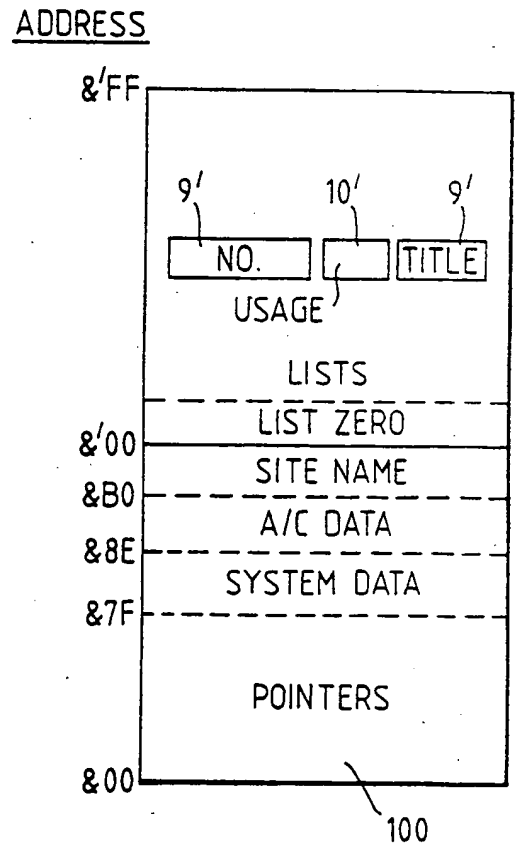 ADDRESS
&'FF
9' 10' 9'
NO. TITLE
USAGE
LISTS
LIST ZERO
&'00
SITE NAME
&B0
A/C DATA
&8E
SYSTEM DATA
&7F
POINTERS
&00
100